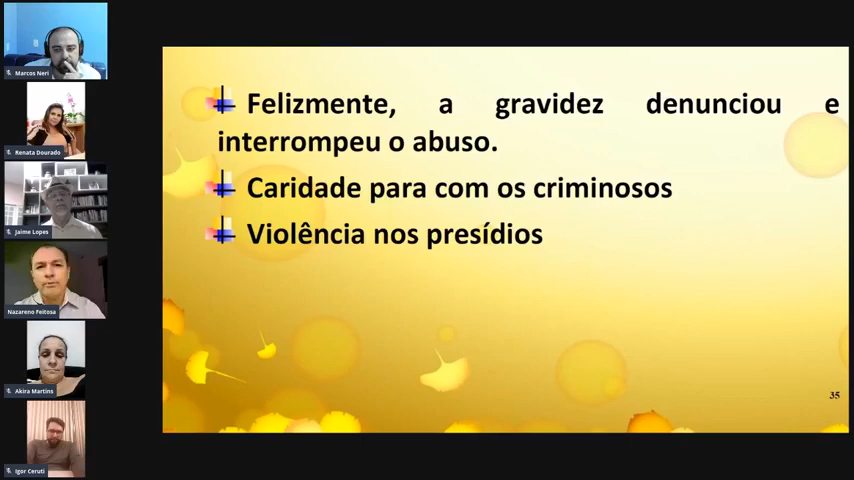 Marcos Neri
Renata Dourado
Jaime Lopes
Nazareno Feitosa
Akira Martins
Igor Ceruti
Felizmente, a gravidez denunciou e
interrompeu o abuso.
Caridade para com os criminosos
Violência nos presídios
35